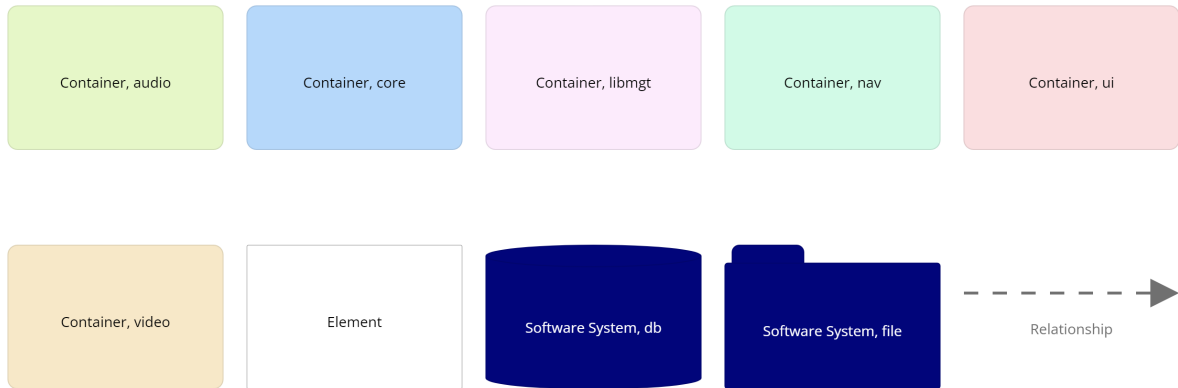 Container, audio
Container, core
Container, libmgt
Container, nav
Container, ui
Container, video
Element
Software System, db
Software System, file
Relationship